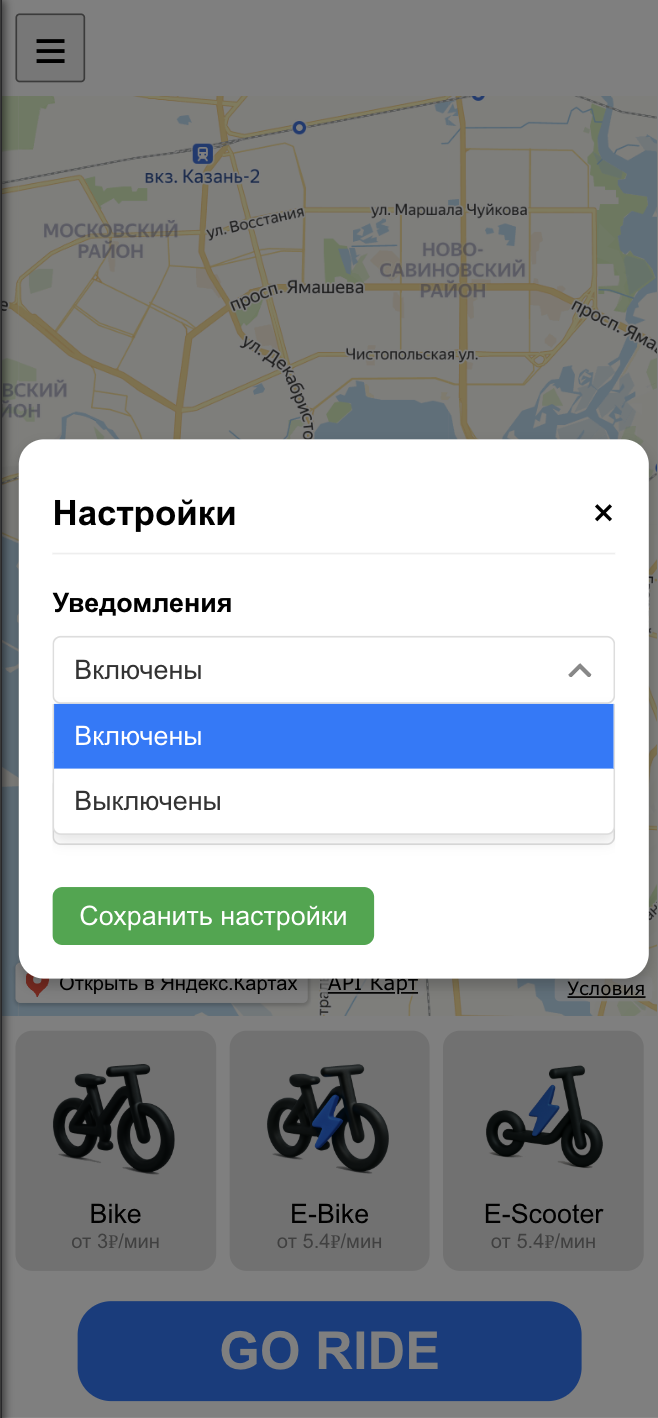 вкз. Казань-2
МОСКОВСКИЙ
РАЙОН
ул. Восстания
ул. Маршала Чуйкова
НОВО-
САВИНОВСКИЙ
РАЙОН
просп. Ямашева
просп. Яма
ул. Декабрист
Чистопольская ул.
ВСКИЙ
ЙОН
Настройки
×
Уведомления
Включены
Включены
Выключены
Сохранить настройки
Открыть в Яндекс.Картах
API Карт
Условия
Bike
от 3₽/мин
E-Bike
от 5.4₽/мин
E-Scooter
от 5.4₽/мин
GO RIDE